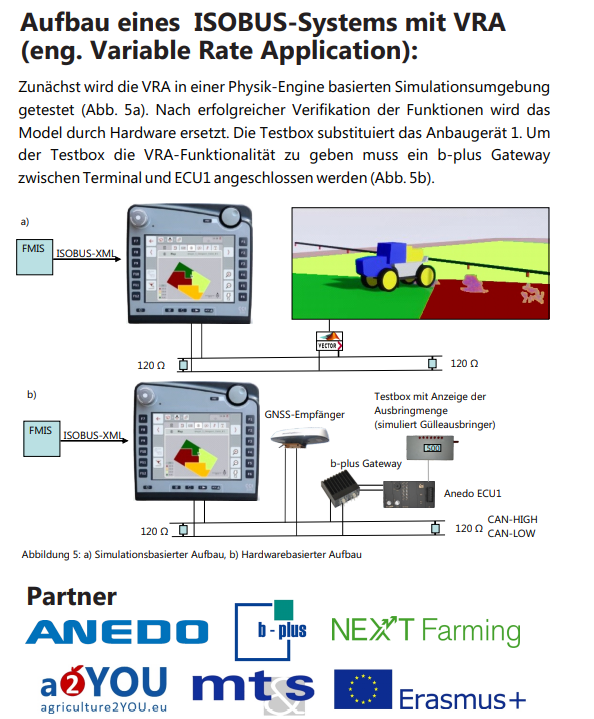 Aufbau eines ISOBUS-Systems mit VRA
(eng. Variable Rate Application):
Zunächst wird die VRA in einer Physik-Engine basierten Simulationsumgebung
getestet (Abb. 5a). Nach erfolgreicher Verifikation der Funktionen wird das
Model durch Hardware ersetzt. Die Testbox substituiert das Anbaugerät 1. Um
der Testbox die VRA-Funktionalität zu geben muss ein b-plus Gateway
zwischen Terminal und ECU1 angeschlossen werden (Abb. 5b).
a)
FMIS
ISOBUS-XML
VECTOR
120 Ω
120 Ω
b)
FMIS
ISOBUS-XML
GNSS-Empfänger
Testbox mit Anzeige der
Ausbringmenge
(simuliert Gülleausbringer)
500
b-plus Gateway
Anedo ECU1
120 Ω
120 Ω
CAN-HIGH
CAN-LOW
Abbildung 5: a) Simulationsbasierter Aufbau, b) Hardwarebasierter Aufbau
Partner
ANEDO
b - plus
NEXT Farming
a2YOU
agriculture2YOU.eu
mt&s
Erasmus+